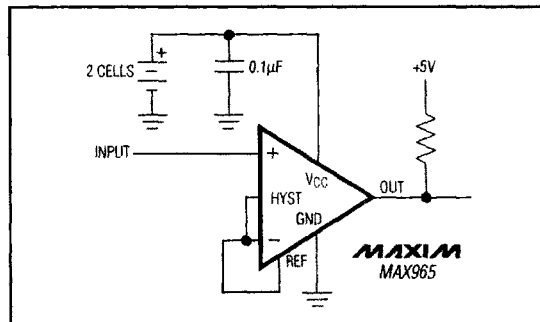 +
2 CELLS
0.1µF
+5V
INPUT
+
VCC
OUT
HYST
GND
−
REF
MAXIM
MAX965